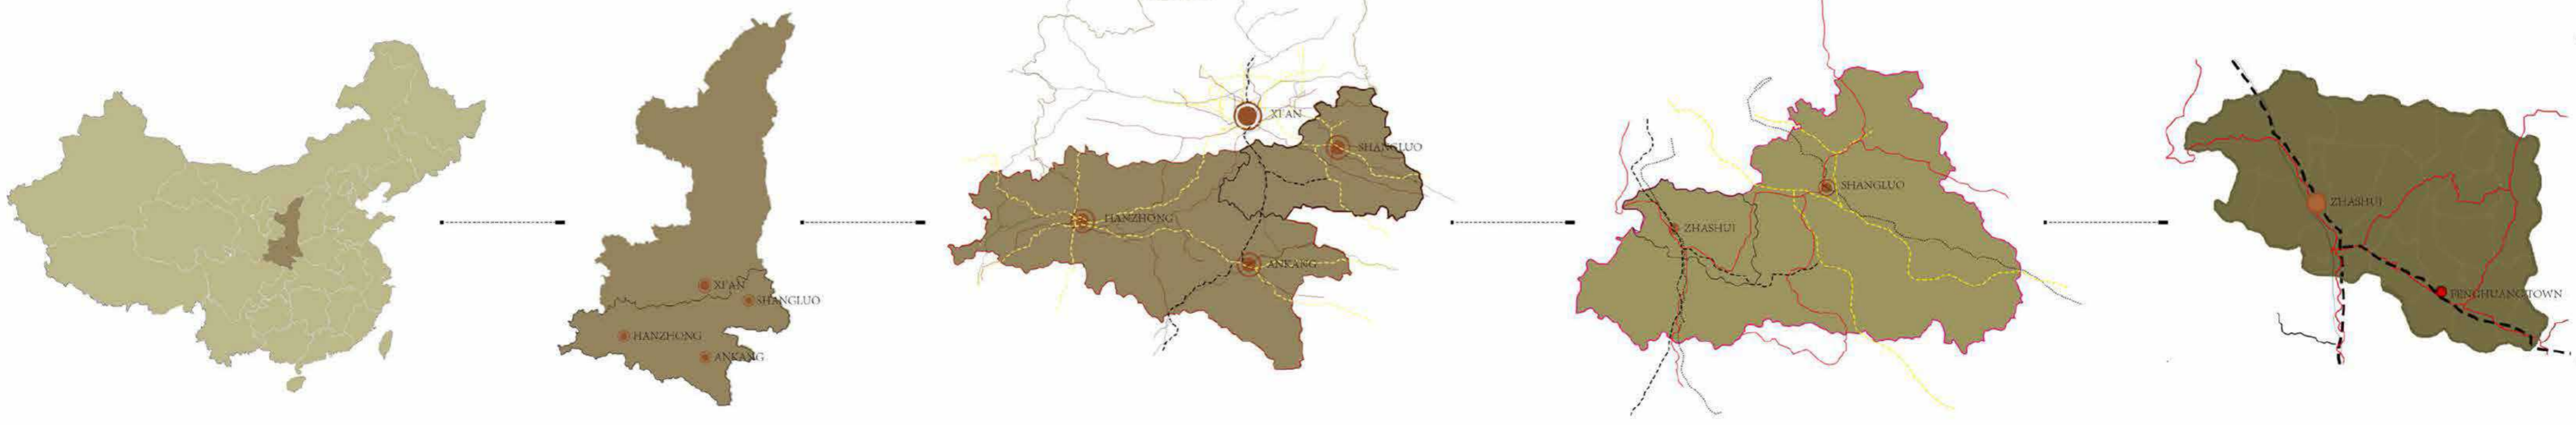 XI'AN
SHANGLUO
HANZHONG
ANKANG
XI'AN
SHANGLUO
HANZHONG
ANKANG
SHANGLUO
ZHASHUI
ZHASHUI
FENGHUANG TOWN